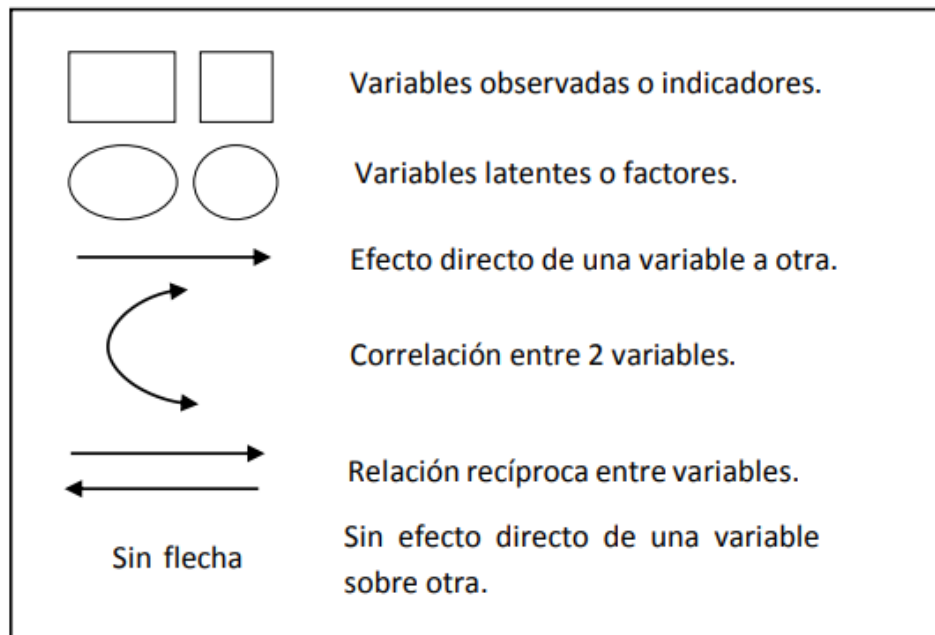 Variables observadas o indicadores.
Variables latentes o factores.
Efecto directo de una variable a otra.
Correlación entre 2 variables.
Relación recíproca entre variables.
Sin flecha
Sin efecto directo de una variable
sobre otra.